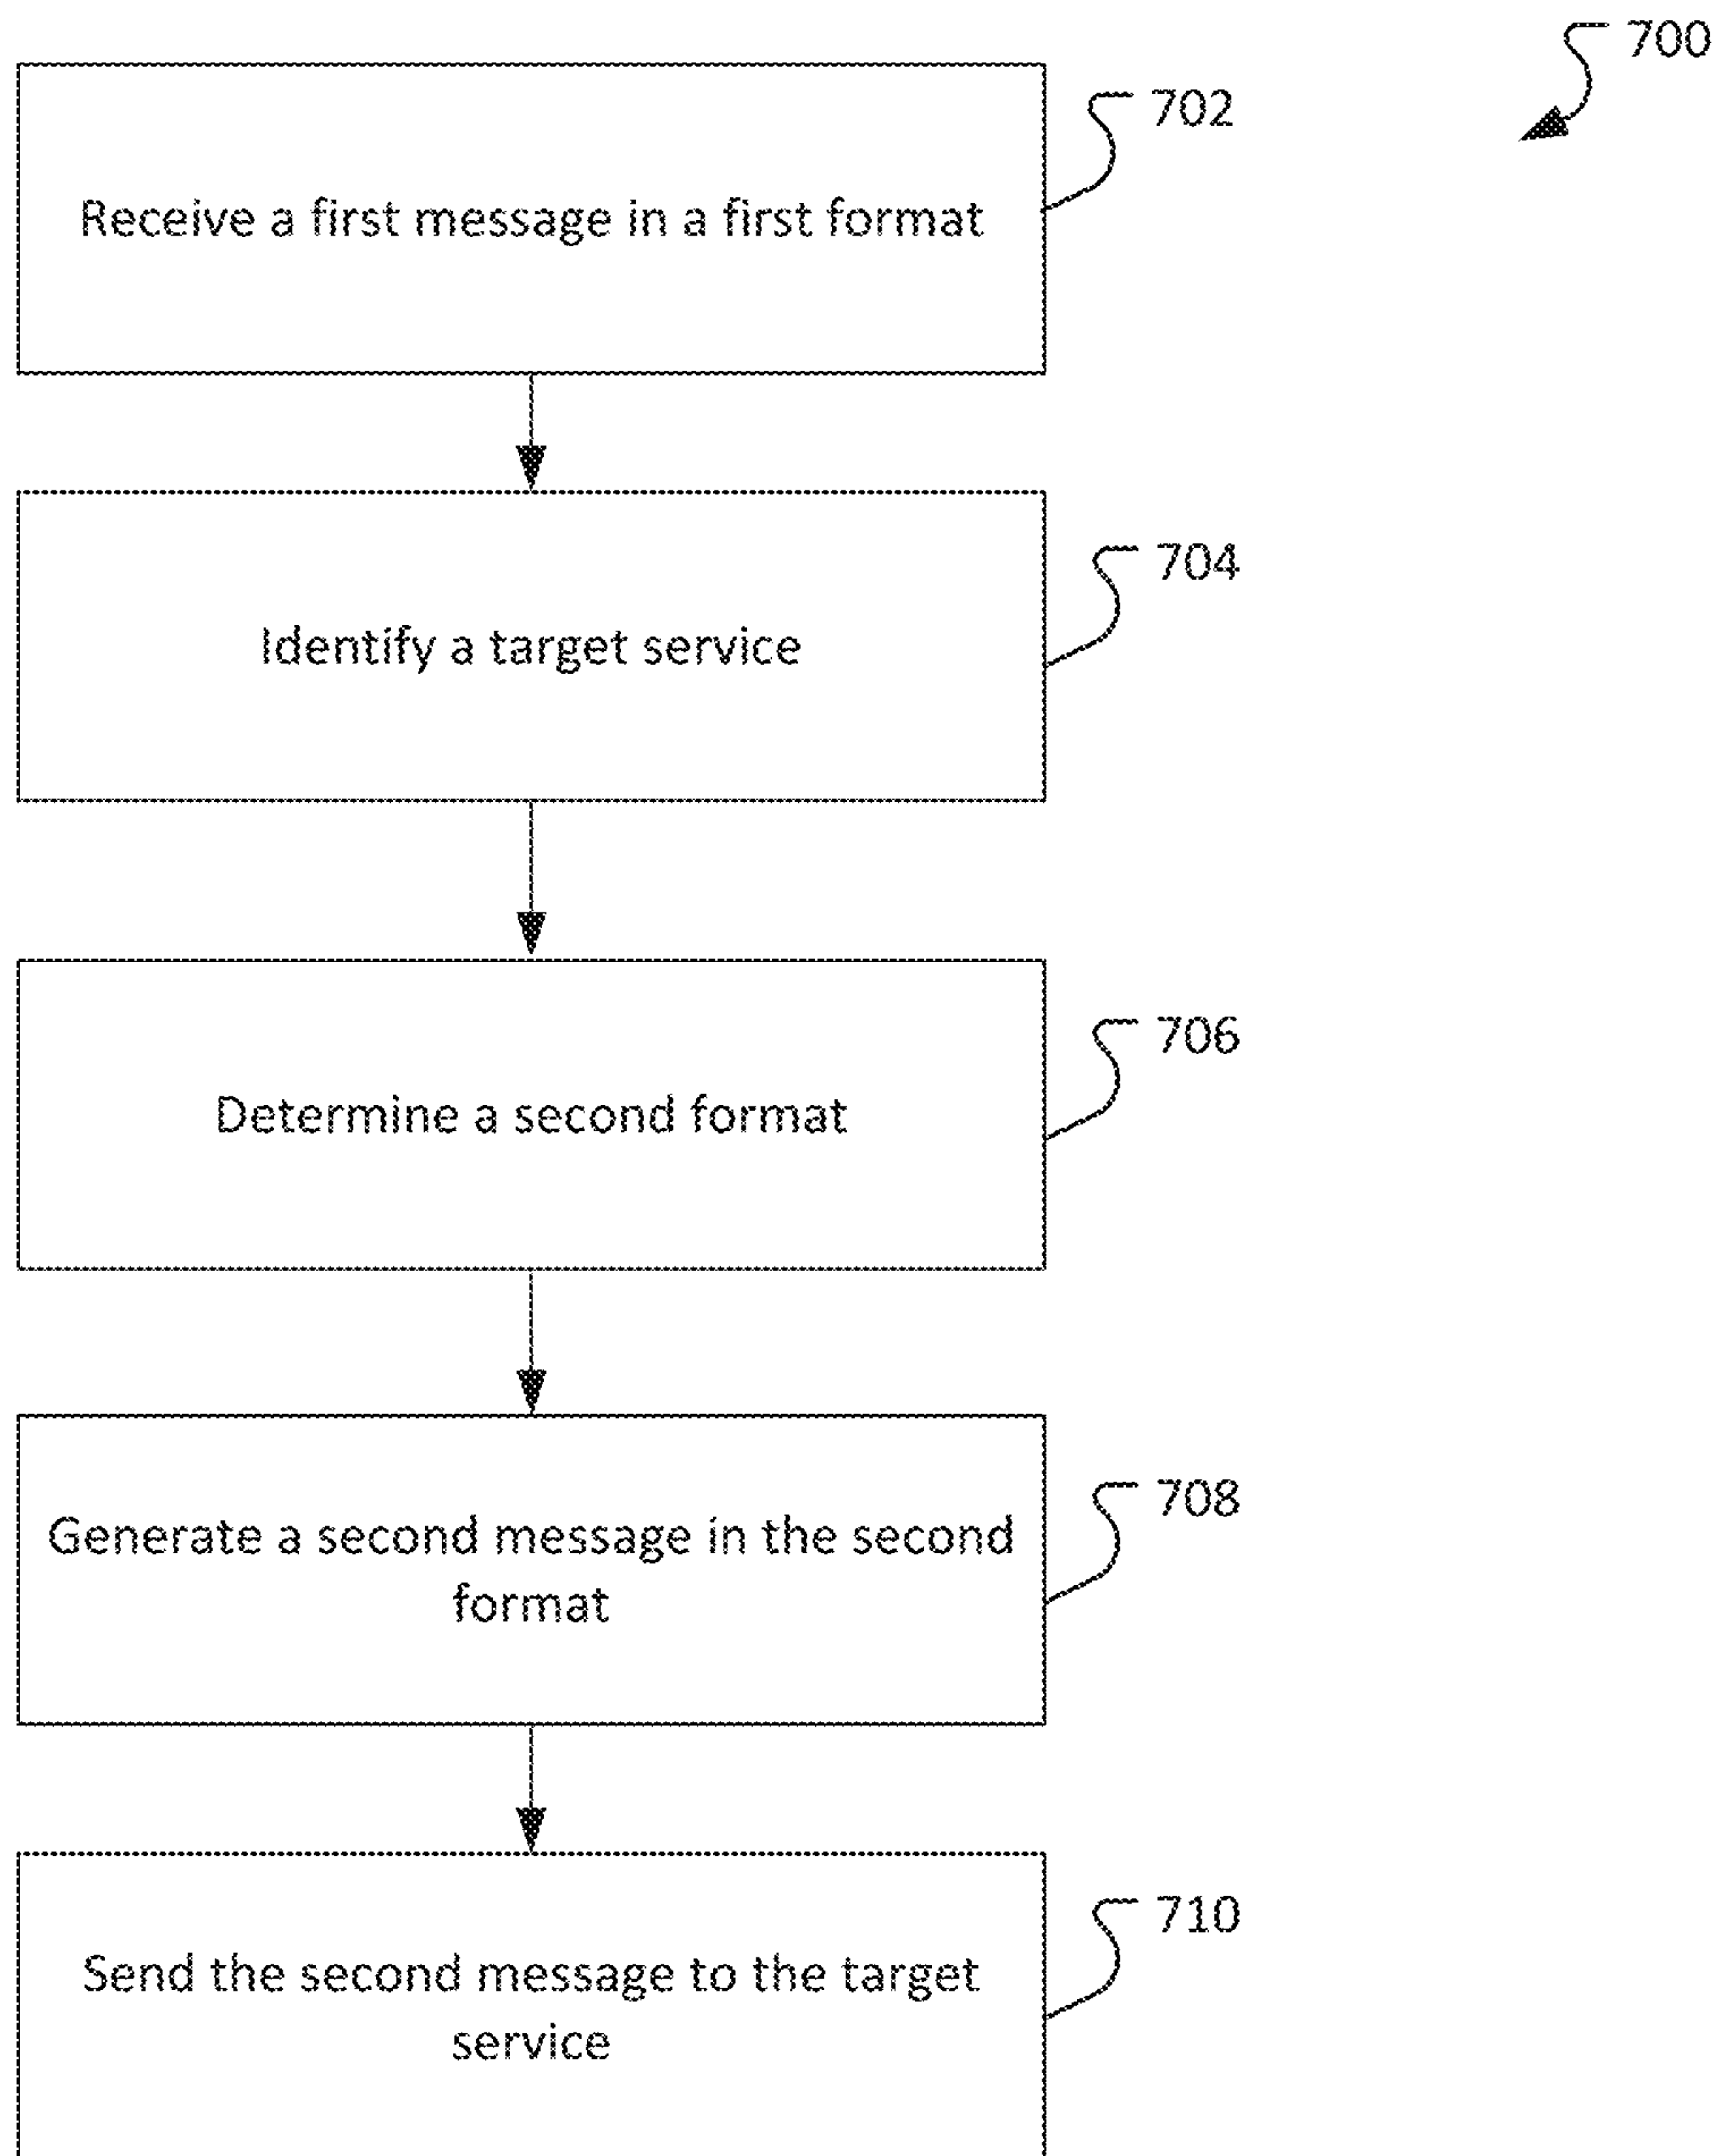 700
702
Receive a first message in a first format
704
Identify a target service
706
Determine a second format
708
Generate a second message in the second
format
710
Send the second message to the target
service